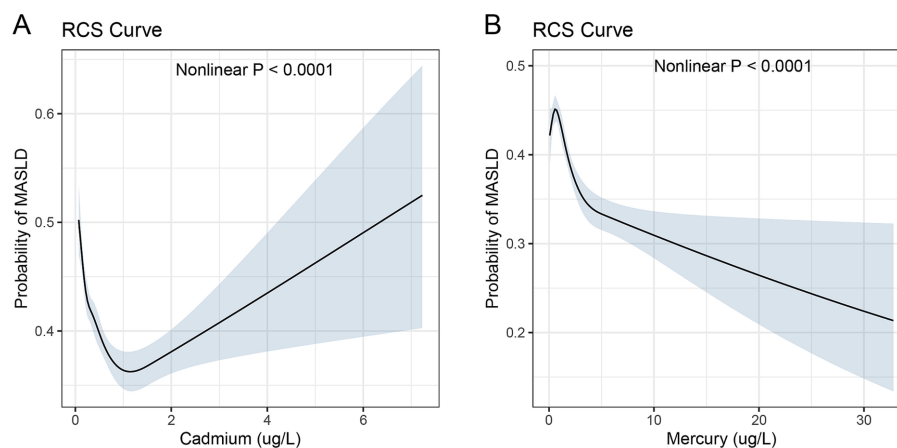 A
RCS Curve
Nonlinear P < 0.0001
0.6
0.5
0.4
Probability of MASLD
0
2
4
6
Cadmium (ug/L)
B
RCS Curve
Nonlinear P < 0.0001
0.5
0.4
0.3
0.2
Probability of MASLD
0
10
20
30
Mercury (ug/L)